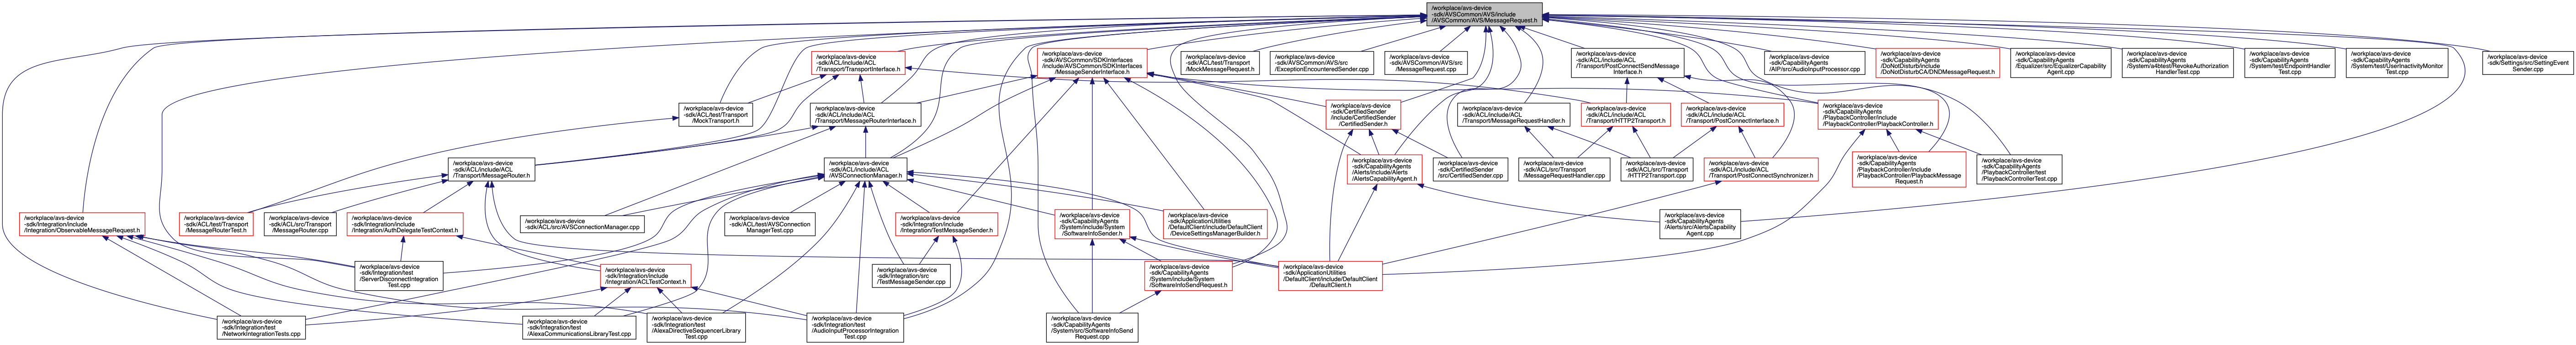 /workplace/avs-device
-sdk/AVSCommon/AVS/include
/AVSCommon/AVS/MessageRequest.h
/workplace/avs-device
-sdk/ACL/include/ACL
/Transport/TransportInterface.h
/workplace/avs-device
-sdk/AVSCommon/SDKInterfaces
/include/AVSCommon/SDKInterfaces
/MessageSenderInterface.h
/workplace/avs-device
-sdk/ACL/test/Transport
/MockMessageRequest.h
/workplace/avs-device
-sdk/AVSCommon/AVS/src
/ExceptionEncounteredSender.cpp
/workplace/avs-device
-sdk/AVSCommon/AVS/src
/MessageRequest.cpp
/workplace/avs-device
-sdk/ACL/include/ACL
/Transport/PostConnectSendMessage
Interface.h
/workplace/avs-device
-sdk/CapabilityAgents
/AIP/src/AudioInputProcessor.cpp
/workplace/avs-device
-sdk/CapabilityAgents
/DoNotDisturb/include
/DoNotDisturbCA/DNDMessageRequest.h
/workplace/avs-device
-sdk/CapabilityAgents
/Equalizer/src/EqualizerCapability
Agent.cpp
/workplace/avs-device
-sdk/CapabilityAgents
/System/a4btest/RevokeAuthorization
HandlerTest.cpp
/workplace/avs-device
-sdk/CapabilityAgents
/System/test/EndpointHandler
Test.cpp
/workplace/avs-device
-sdk/CapabilityAgents
/System/test/UserInactivityMonitor
Test.cpp
/workplace/avs-device
-sdk/Settings/src/SettingEvent
Sender.cpp
/workplace/avs-device
-sdk/ACL/test/Transport
/MockTransport.h
/workplace/avs-device
-sdk/ACL/include/ACL
/Transport/MessageRouterInterface.h
/workplace/avs-device
-sdk/CertifiedSender
/include/CertifiedSender
/CertifiedSender.h
/workplace/avs-device
-sdk/ACL/include/ACL
/Transport/MessageRequestHandler.h
/workplace/avs-device
-sdk/ACL/include/ACL
/Transport/HTTP2Transport.h
/workplace/avs-device
-sdk/ACL/include/ACL
/Transport/PostConnectInterface.h
/workplace/avs-device
-sdk/CapabilityAgents
/PlaybackController/include
/PlaybackController/PlaybackController.h
/workplace/avs-device
-sdk/ACL/include/ACL
/Transport/MessageRouter.h
/workplace/avs-device
-sdk/ACL/include/ACL
/AVSConnectionManager.h
/workplace/avs-device
-sdk/CapabilityAgents
/Alerts/include/Alerts
/AlertsCapabilityAgent.h
/workplace/avs-device
-sdk/CertifiedSender
/src/CertifiedSender.cpp
/workplace/avs-device
-sdk/ACL/src/Transport
/MessageRequestHandler.cpp
/workplace/avs-device
-sdk/ACL/src/Transport
/HTTP2Transport.cpp
/workplace/avs-device
-sdk/ACL/include/ACL
/Transport/PostConnectSynchronizer.h
/workplace/avs-device
-sdk/CapabilityAgents
/PlaybackController/include
/PlaybackController/PlaybackMessage
Request.h
/workplace/avs-device
-sdk/CapabilityAgents
/PlaybackController/test
/PlaybackControllerTest.cpp
/workplace/avs-device
-sdk/Integration/include
/Integration/ObservableMessageRequest.h
/workplace/avs-device
-sdk/ACL/test/Transport
/MessageRouterTest.h
/workplace/avs-device
-sdk/ACL/src/Transport
/MessageRouter.cpp
/workplace/avs-device
-sdk/Integration/include
/Integration/AuthDelegateTestContext.h
/workplace/avs-device
-sdk/ACL/src/AVSConnectionManager.cpp
/workplace/avs-device
-sdk/ACL/test/AVSConnection
ManagerTest.cpp
/workplace/avs-device
-sdk/Integration/include
/Integration/TestMessageSender.h
/workplace/avs-device
-sdk/CapabilityAgents
/System/include/System
/SoftwareInfoSender.h
/workplace/avs-device
-sdk/ApplicationUtilities
/DefaultClient/include/DefaultClient
/DeviceSettingsManagerBuilder.h
/workplace/avs-device
-sdk/CapabilityAgents
/Alerts/src/AlertsCapability
Agent.cpp
/workplace/avs-device
-sdk/Integration/test
/ServerDisconnectIntegration
Test.cpp
/workplace/avs-device
-sdk/Integration/include
/Integration/ACLTestContext.h
/workplace/avs-device
-sdk/Integration/src
/TestMessageSender.cpp
/workplace/avs-device
-sdk/CapabilityAgents
/System/include/System
/SoftwareInfoSendRequest.h
/workplace/avs-device
-sdk/ApplicationUtilities
/DefaultClient/include/DefaultClient
/DefaultClient.h
/workplace/avs-device
-sdk/Integration/test
/NetworkIntegrationTests.cpp
/workplace/avs-device
-sdk/Integration/test
/AlexaCommunicationsLibraryTest.cpp
/workplace/avs-device
-sdk/Integration/test
/AlexaDirectiveSequencerLibrary
Test.cpp
/workplace/avs-device
-sdk/Integration/test
/AudioInputProcessorIntegration
Test.cpp
/workplace/avs-device
-sdk/CapabilityAgents
/System/src/SoftwareInfoSend
Request.cpp